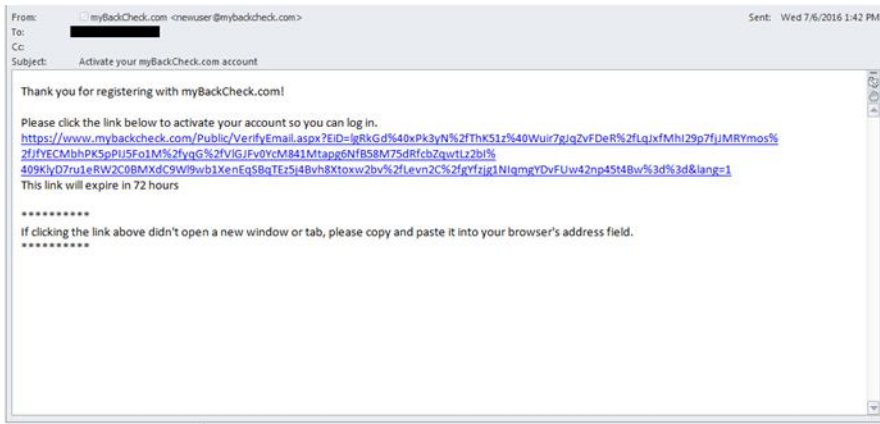 From: myBackCheck.com <newuser@mybackcheck.com> Sent: Wed 7/6/2016 1:42 PM
To:
Cc:
Subject: Activate your myBackCheck.com account
Thank you for registering with myBackCheck.com!
Please click the link below to activate your account so you can log in.
https://www.mybackcheck.com/Public/VerifyEmail.aspx?EiD=lgRkGd%40xPk3yN%2fThK51z%40Wuir7gJqZvFDeR%2fLqJxfMhI29p7fjJMRYmos%
2fJfYECMbhPK5pPIJ5Fo1M%2fyqG%2fVlGJFv0YcM841Mtapg6NfB58M75dRfcbZqwtLz2bI%
409KlyD7ru1eRW2C0BMXdC9Wl9wb1XenEqSBqTEz5j4Bvh8Xtoxw2bv%2fLevn2C%2fgYfzjg1NIqmgYDvFUw42np45t4Bw%3d%3d&lang=1
This link will expire in 72 hours
**********
If clicking the link above didn't open a new window or tab, please copy and paste it into your browser's address field.
**********